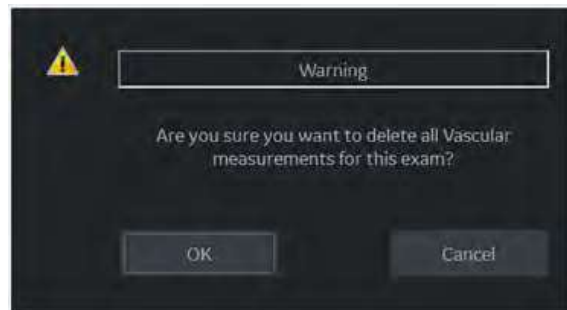 Warning
Are you sure you want to delete all Vascular
measurements for this exam?
OK
Cancel